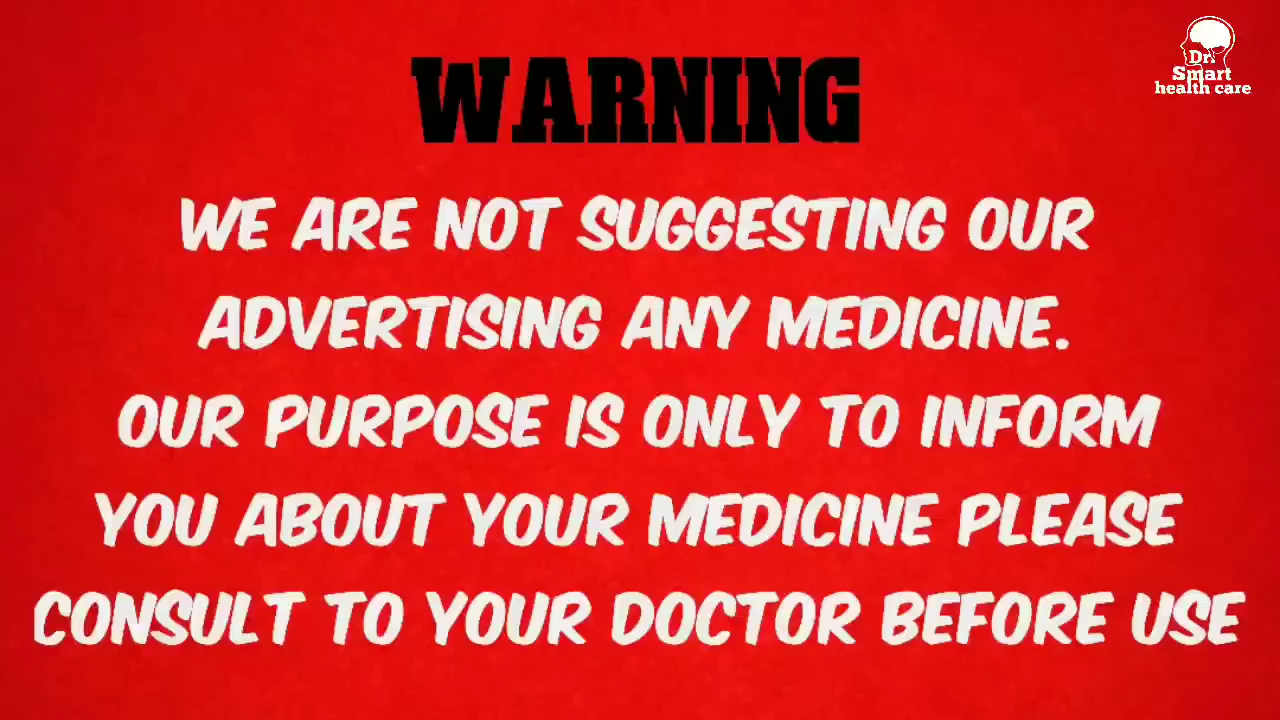 WARNING
Dr.
Smart
health care
WE ARE NOT SUGGESTING OUR
ADVERTISING ANY MEDICINE.
OUR PURPOSE IS ONLY TO INFORM
YOU ABOUT YOUR MEDICINE PLEASE
CONSULT TO YOUR DOCTOR BEFORE USE